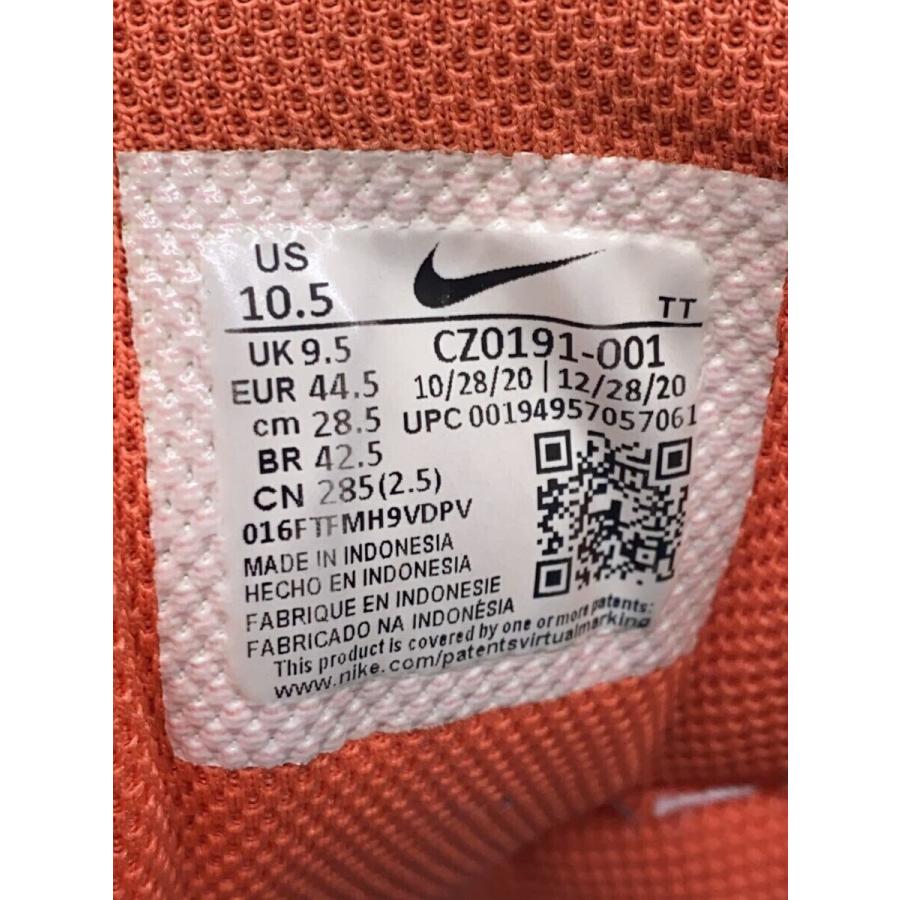 US
10.5
TT
UK 9.5
EUR 44.5
cm 28.5
BR 42.5
CN 285(2.5)
CZ0191-001
10/28/20 | 12/28/20
UPC 00194957057061
016FTFMH9VDPV
MADE IN INDONESIA
HECHO EN INDONESIA
FABRIQUE EN INDONESIE
FABRICADO NA INDONÉSIA
This product is covered by one or more patents:
www.nike.com/patentsvirtualmarking